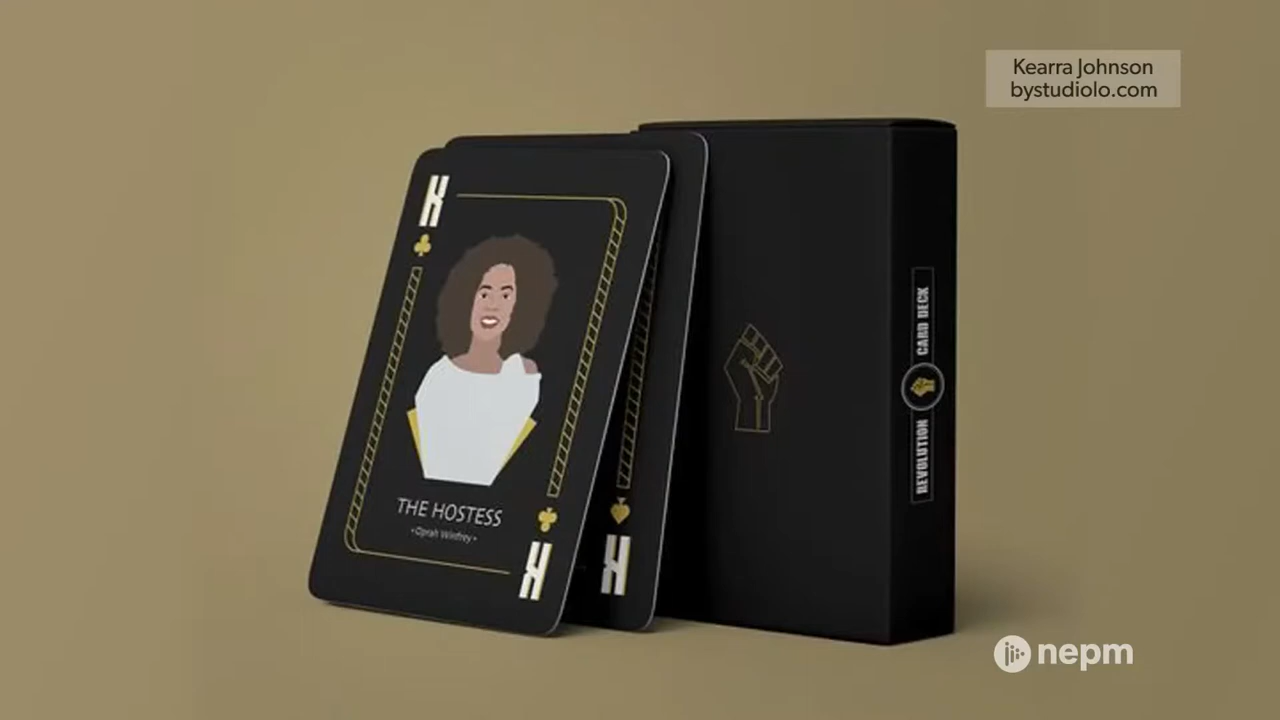 Kearra Johnson
bystudiolo.com
K
THE HOSTESS
•Oprah Winfrey•
K
K
REVOLUTION CARD DECK
nepm